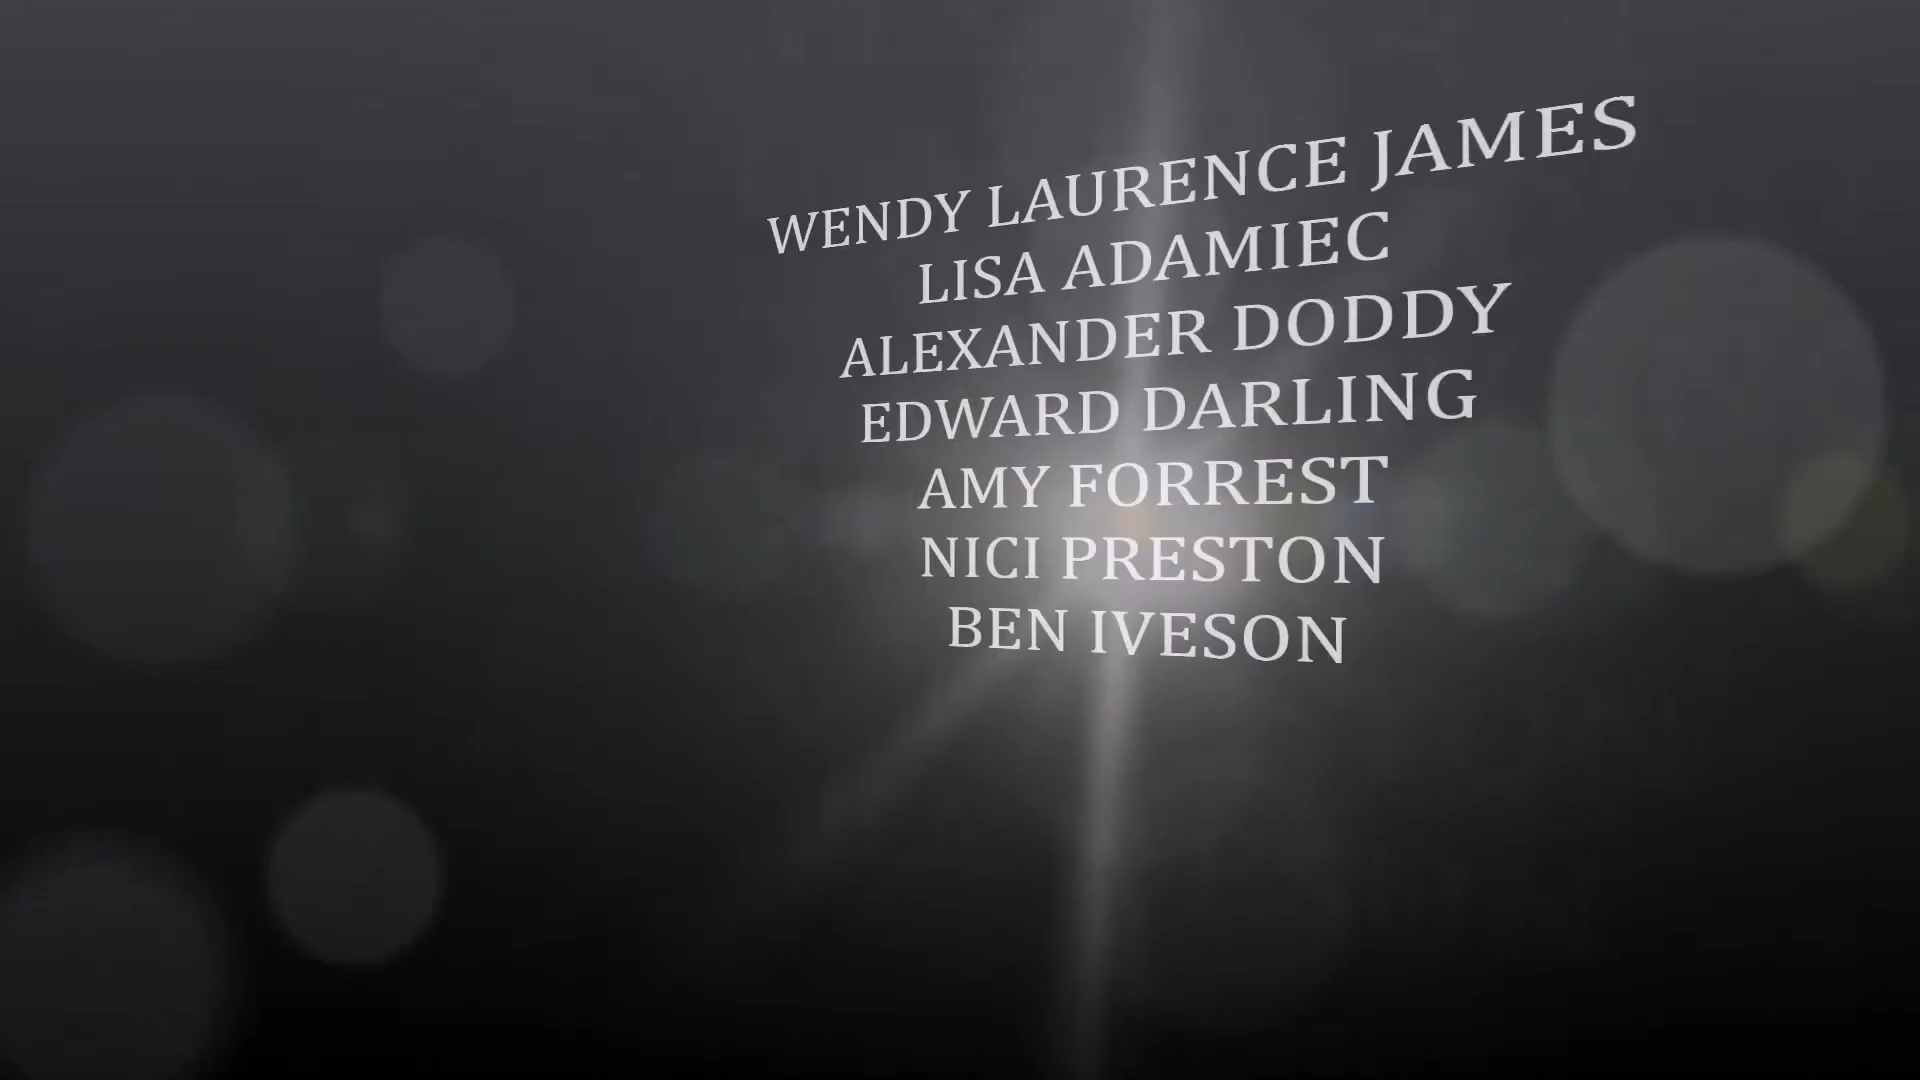 WENDY LAURENCE JAMES
LISA ADAMIEC
ALEXANDER DODDY
EDWARD DARLING
AMY FORREST
NICI PRESTON
BEN IVESON